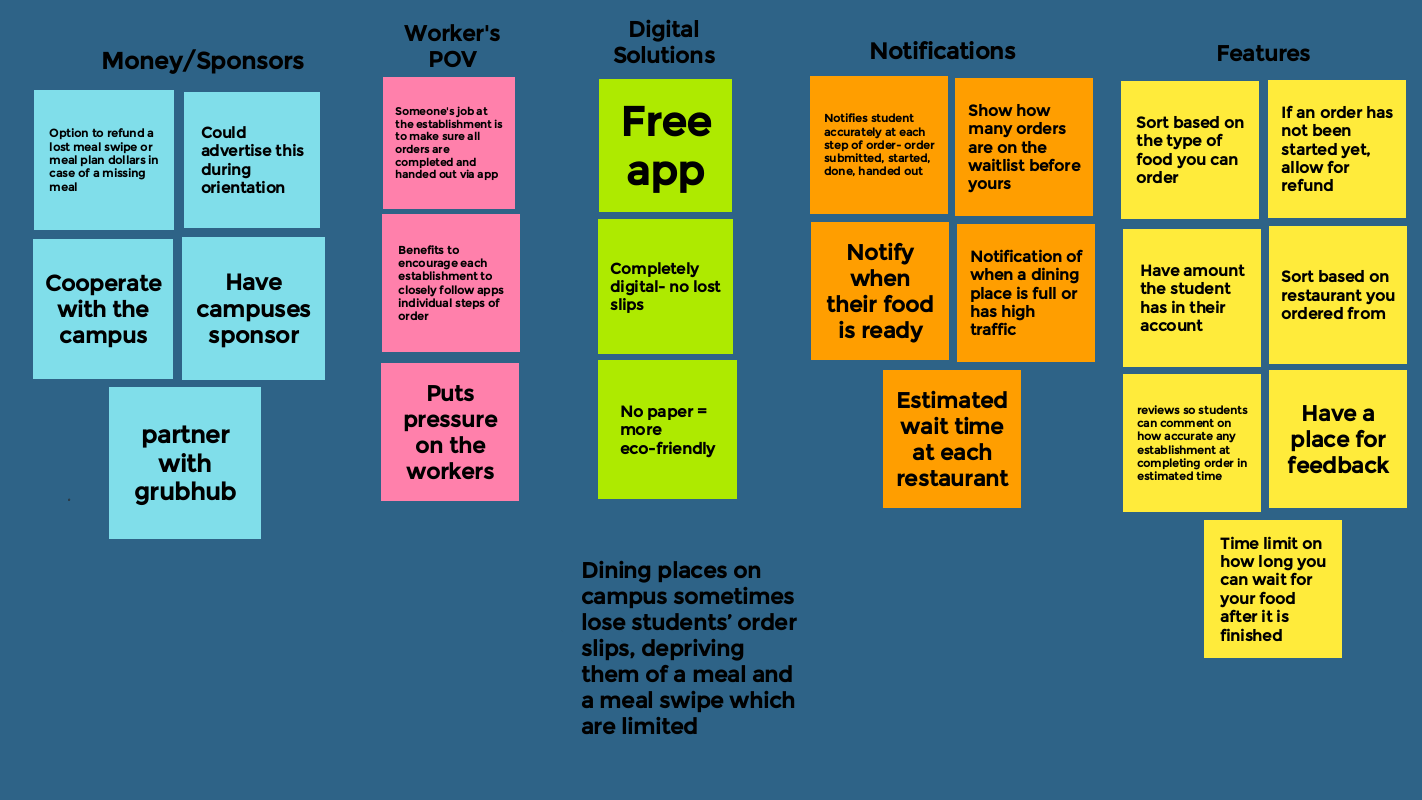 Money/Sponsors
Option to refund a
lost meal swipe or
meal plan dollars in
case of a missing
meal
Could
advertise this
during
orientation
Cooperate
with the
campus
Have
campuses
sponsor
partner
with
grubhub
Worker's
POV
Someone's job at
the establishment is
to make sure all
orders are
completed and
handed out via app
Benefits to
encourage each
establishment to
closely follow apps
individual steps of
order
Puts
pressure
on the
workers
Digital
Solutions
Free
app
Completely
digital- no lost
slips
No paper =
more
eco-friendly
Notifications
Notifies student
accurately at each
step of order- order
submitted, started,
done, handed out
Show how
many orders
are on the
waitlist before
yours
Notify
when
their food
is ready
Notification of
when a dining
place is full or
has high
traffic
Estimated
wait time
at each
restaurant
Features
Sort based on
the type of
food you can
order
If an order has
not been
started yet,
allow for
refund
Have amount
the student
has in their
account
Sort based on
restaurant you
ordered from
reviews so students
can comment on
how accurate any
establishment at
completing order in
estimated time
Have a
place for
feedback
Time limit on
how long you
can wait for
your food
after it is
finished
Dining places on
campus sometimes
lose students’ order
slips, depriving
them of a meal and
a meal swipe which
are limited